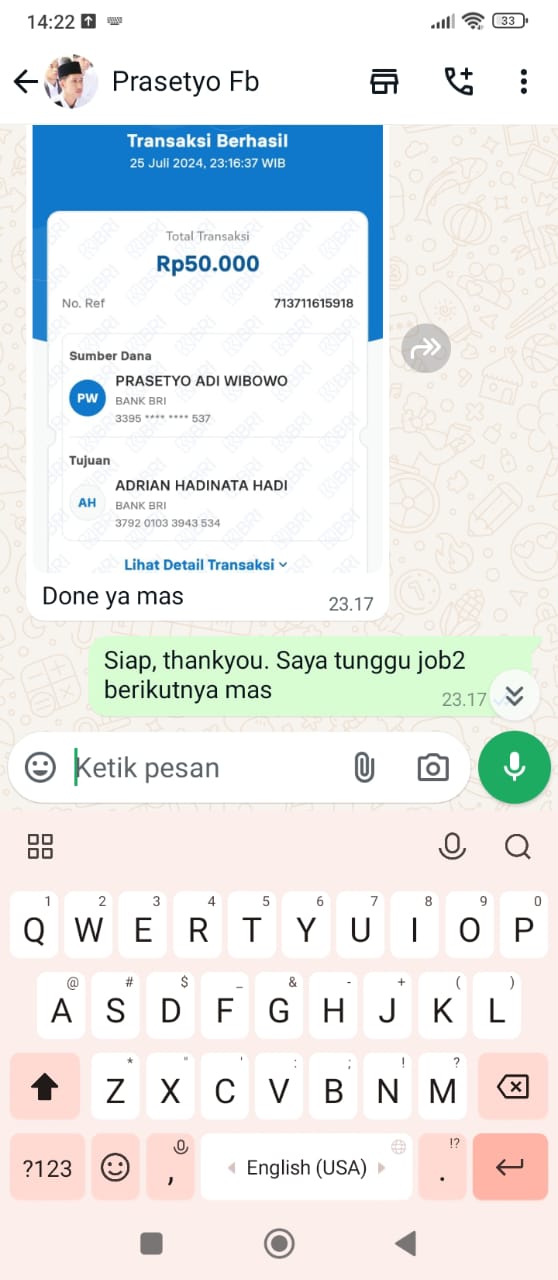 14:22
33
Prasetyo Fb
Transaksi Berhasil
25 Juli 2024, 23:16:37 WIB
Total Transaksi
Rp50.000
No. Ref 713711615918
Sumber Dana
PW
PRASETYO ADI WIBOWO
BANK BRI
3395 **** **** 537
Tujuan
AH
ADRIAN HADINATA HADI
BANK BRI
3792 0103 3943 534
Lihat Detail Transaksi
Done ya mas
23.17
Siap, thankyou. Saya tunggu job2
berikutnya mas
23.17
Ketik pesan
1 2 3 4 5 6 7 8 9 0
Q W E R T Y U I O P
@ # $ _ & - + ( )
A S D F G H J K L
* " ' : ; ! ?
Z X C V B N M
!?
?123 , English (USA) .